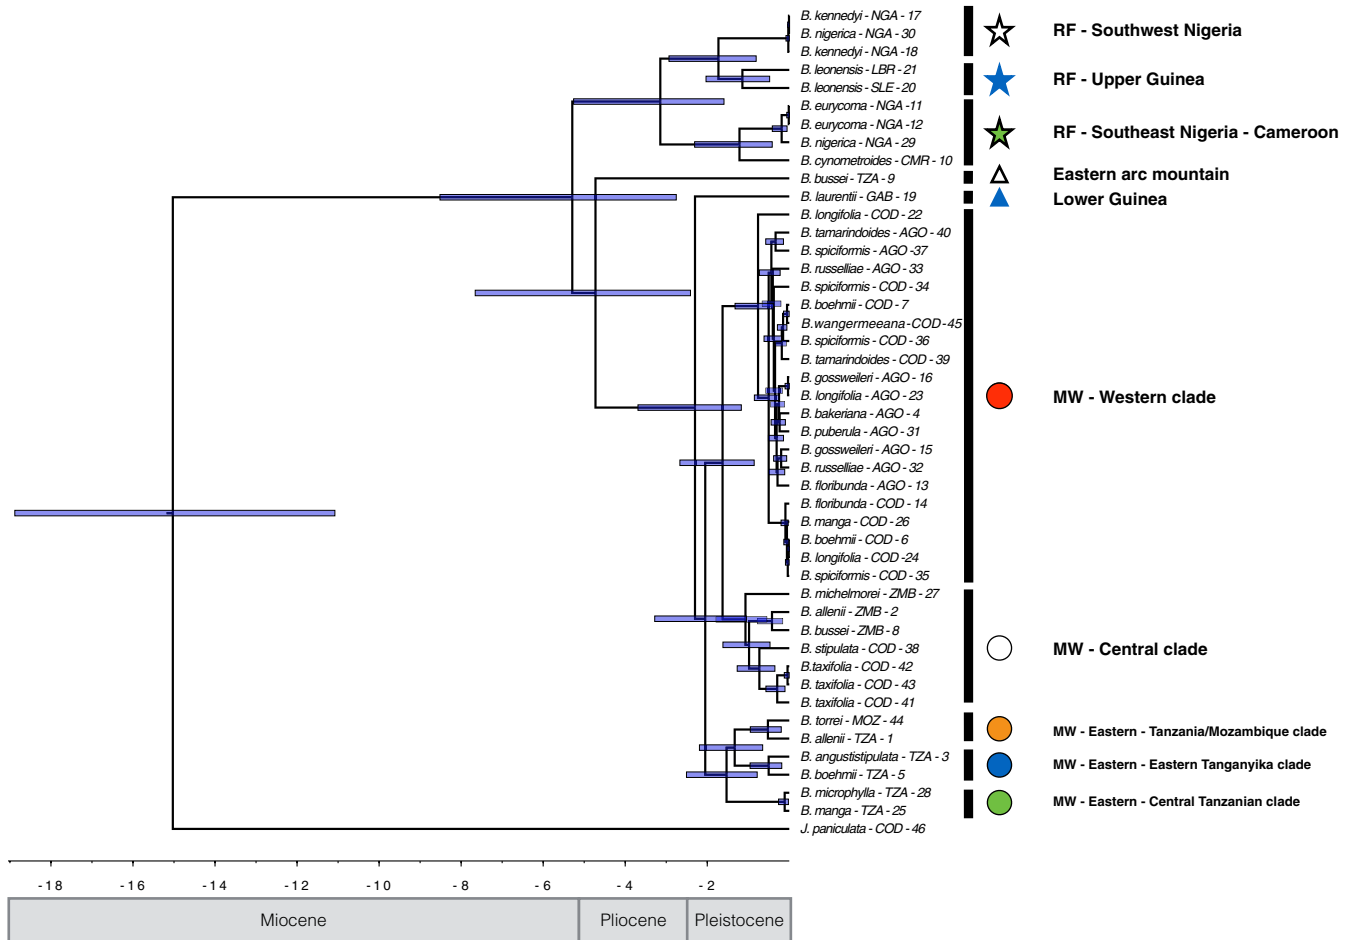 B. kennedyi - NGA - 17
B. nigerica - NGA - 30
B. kennedyi - NGA -18
RF - Southwest Nigeria
B. leonensis - LBR - 21
B. leonensis - SLE - 20
RF - Upper Guinea
B. eurycoma - NGA -11
B. eurycoma - NGA -12
B. nigerica - NGA - 29
B. cynometroides - CMR - 10
RF - Southeast Nigeria - Cameroon
B. bussei - TZA - 9
Eastern arc mountain
B. laurentii - GAB - 19
Lower Guinea
B. longifolia - COD - 22
B. tamarindoides - AGO - 40
B. spiciformis - AGO -37
B. russelliae - AGO - 33
B. spiciformis - COD - 34
B. boehmii - COD - 7
B.wangermeeana-COD-45
B. spiciformis - COD - 36
B. tamarindoides - COD - 39
B. gossweileri - AGO - 16
B. longifolia - AGO - 23
B. bakeriana - AGO - 4
B. puberula - AGO - 31
B. gossweileri - AGO - 15
B. russelliae - AGO - 32
B. floribunda - AGO - 13
B. floribunda - COD - 14
B. manga - COD - 26
B. boehmii - COD - 6
B. longifolia - COD -24
B. spiciformis - COD - 35
MW - Western clade
B. michelmorei - ZMB - 27
B. allenii - ZMB - 2
B. bussei - ZMB - 8
B. stipulata - COD - 38
B.taxifolia - COD - 42
B. taxifolia - COD - 43
B. taxifolia - COD - 41
MW - Central clade
B. torrei - MOZ - 44
B. allenii - TZA - 1
MW - Eastern - Tanzania/Mozambique clade
B. angustistipulata - TZA - 3
B. boehmii - TZA - 5
MW - Eastern - Eastern Tanganyika clade
B. microphylla - TZA - 28
B. manga - TZA - 25
MW - Eastern - Central Tanzanian clade
J. paniculata - COD - 46
-18 -16 -14 -12 -10 -8 -6 -4 -2
Miocene Pliocene Pleistocene